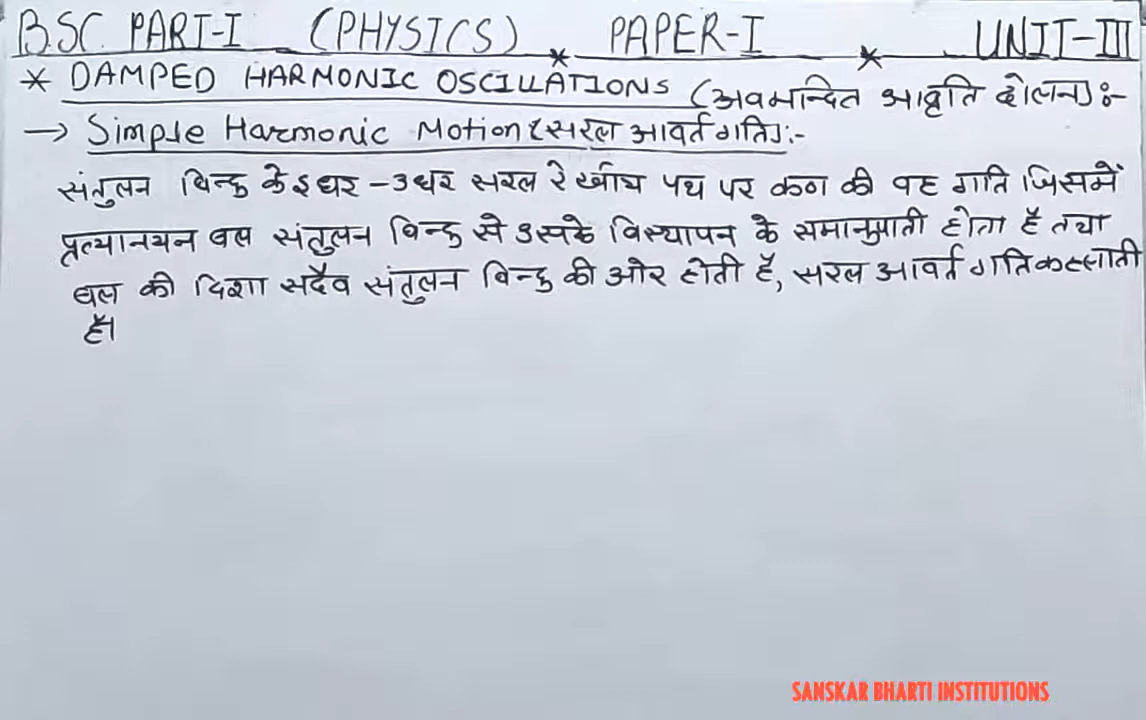 B.SC. PART-I (PHYSICS) * PAPER-I * UNIT-III
* DAMPED HARMONIC OSCILLATIONS (अवमन्दित आवृति दोलन):-
→ Simple Harmonic Motion (सरल आवर्त गति):-
संतुलन बिन्दु के इधर-उधर सरल रेखीय पथ पर कण की वह गति जिसमें
प्रत्यानयन बल संतुलन बिन्दु से उसके विस्थापन के समानुपाती होता है तथा
बल की दिशा सदैव संतुलन बिन्दु की ओर होती है, सरल आवर्त गति कहलाती
है।
SANSKAR BHARTI INSTITUTIONS